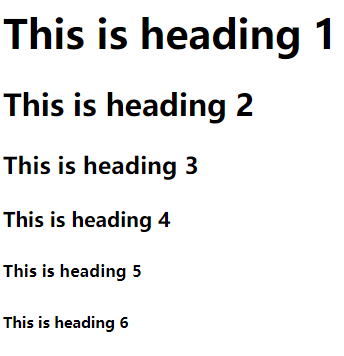 This is heading 1
This is heading 2
This is heading 3
This is heading 4
This is heading 5
This is heading 6